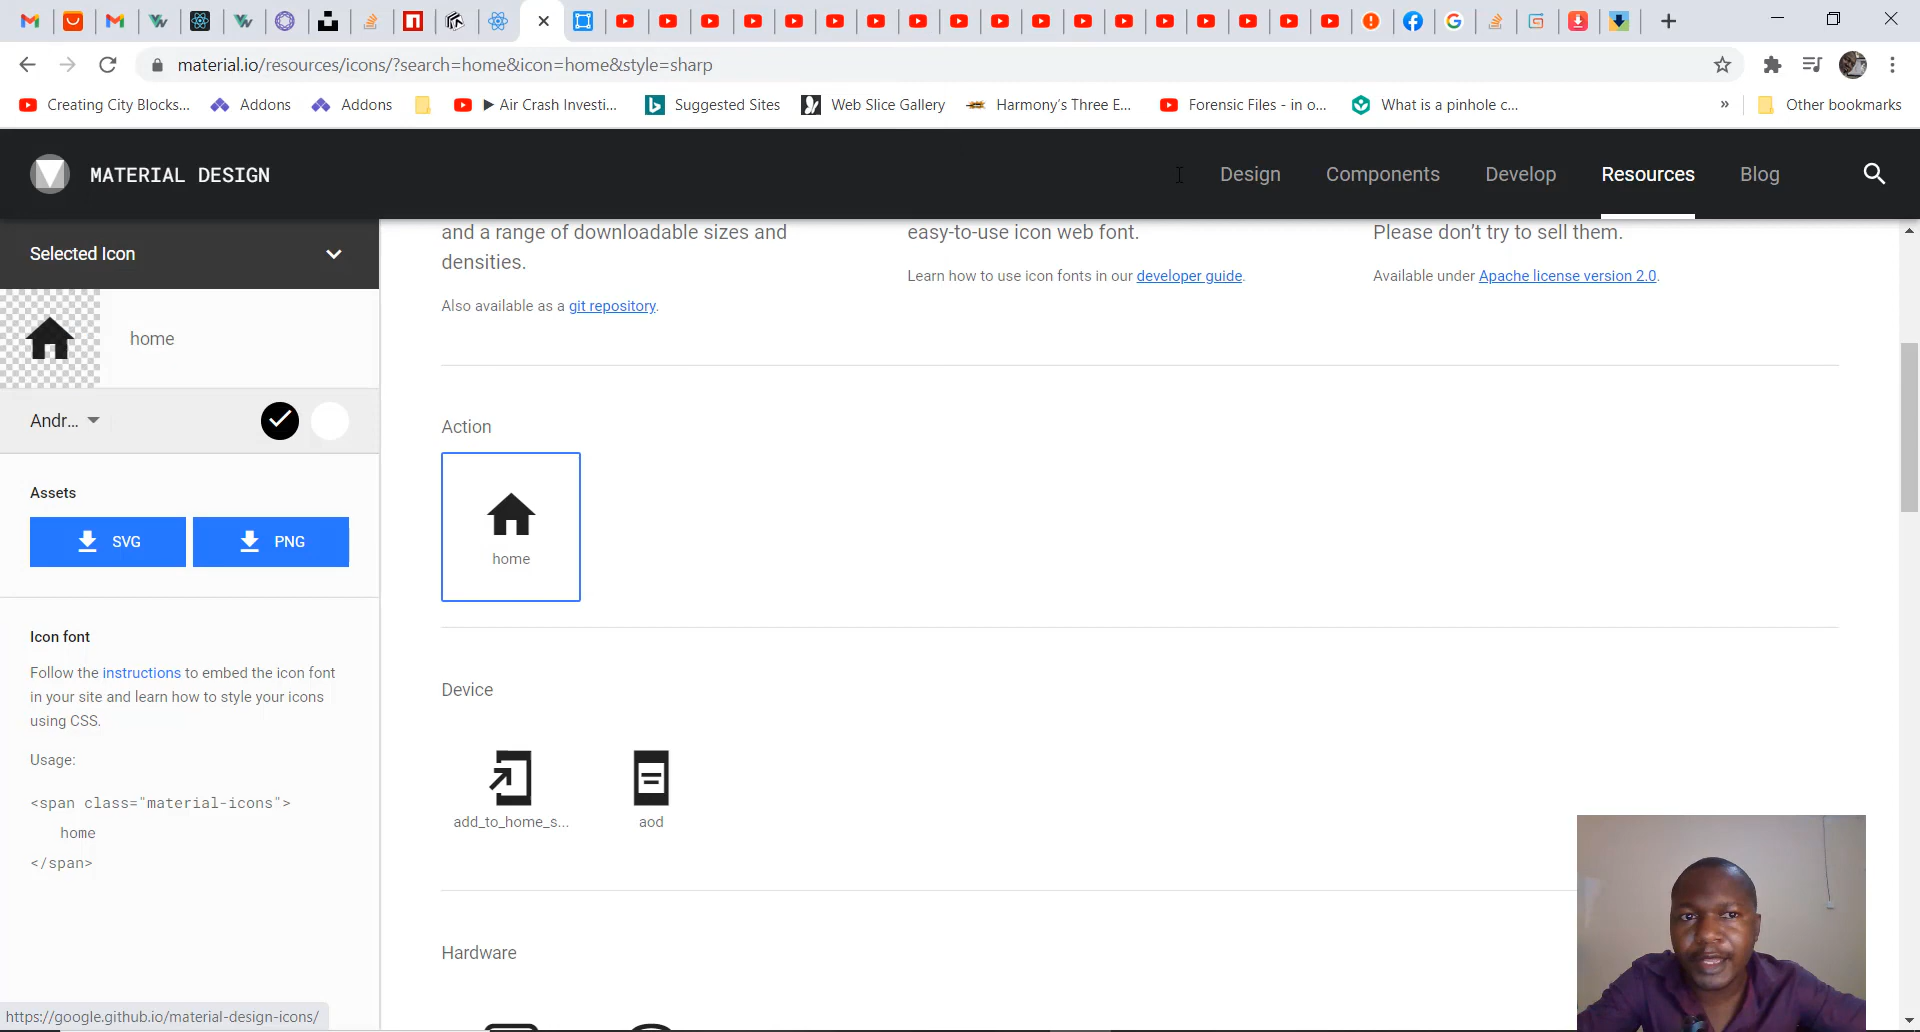 material.io/resources/icons/?search=home&icon=home&style=sharp
Creating City Blocks... Addons Addons ▶ Air Crash Investi... Suggested Sites Web Slice Gallery Harmony's Three E... Forensic Files - in o... What is a pinhole c... » Other bookmarks
MATERIAL DESIGN Design Components Develop Resources Blog
Selected Icon
home
Andr...
Assets
SVG PNG
Icon font
Follow the instructions to embed the icon font
in your site and learn how to style your icons
using CSS.
Usage:
<span class="material-icons">
home
</span>
and a range of downloadable sizes and
densities.
Also available as a git repository.
easy-to-use icon web font.
Learn how to use icon fonts in our developer guide.
Please don't try to sell them.
Available under Apache license version 2.0.
Action
home
Device
add_to_home_s... aod
Hardware
https://google.github.io/material-design-icons/